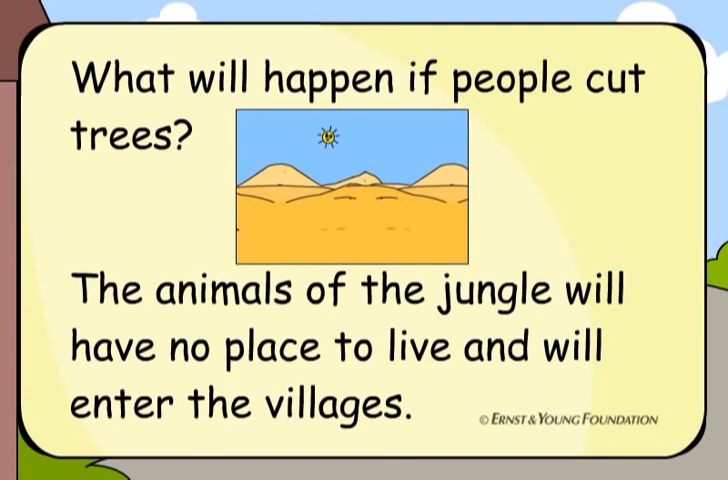 What will happen if people cut
trees?
The animals of the jungle will
have no place to live and will
enter the villages.
© ERNST & YOUNG FOUNDATION